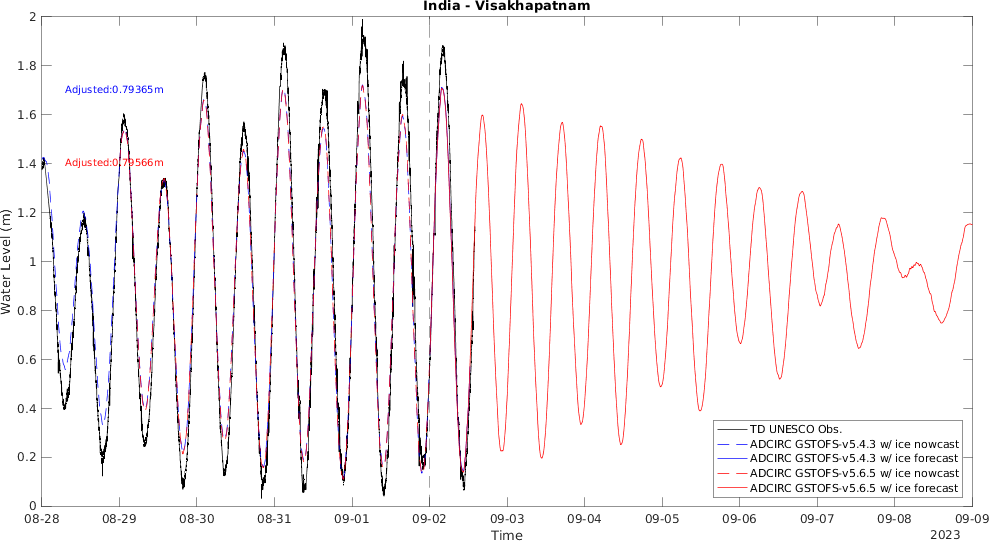 India - Visakhapatnam
2
1.8
1.6
1.4
1.2
1
0.8
0.6
0.4
0.2
0
Water Level (m)
Adjusted:0.79365m
Adjusted:0.79566m
TD UNESCO Obs.
ADCIRC GSTOFS-v5.4.3 w/ ice nowcast
ADCIRC GSTOFS-v5.4.3 w/ ice forecast
ADCIRC GSTOFS-v5.6.5 w/ ice nowcast
ADCIRC GSTOFS-v5.6.5 w/ ice forecast
08-28 08-29 08-30 08-31 09-01 09-02 09-03 09-04 09-05 09-06 09-07 09-08 09-09
Time
2023